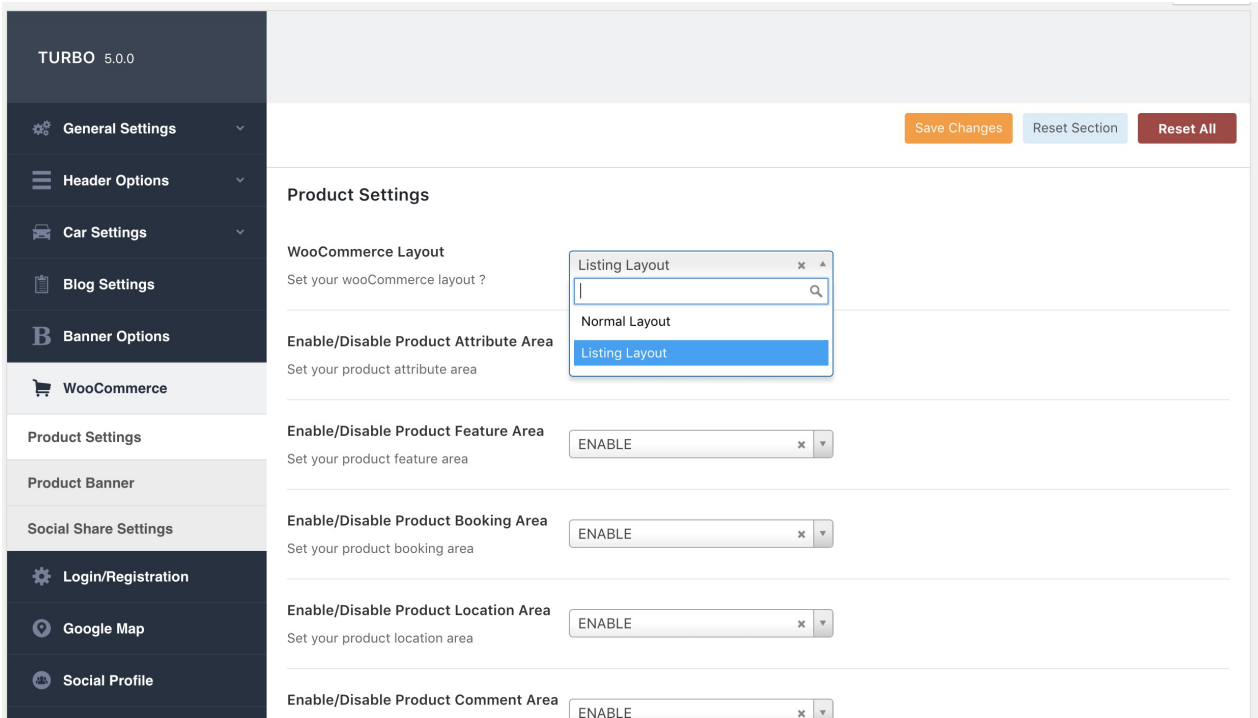 TURBO 5.0.0
General Settings
Header Options
Car Settings
Blog Settings
Banner Options
WooCommerce
Product Settings
Product Banner
Social Share Settings
Login/Registration
Google Map
Social Profile
Save Changes
Reset Section
Reset All
Product Settings
WooCommerce Layout
Set your wooCommerce layout ?
Listing Layout
Normal Layout
Listing Layout
Enable/Disable Product Attribute Area
Set your product attribute area
Enable/Disable Product Feature Area
Set your product feature area
ENABLE
Enable/Disable Product Booking Area
Set your product booking area
ENABLE
Enable/Disable Product Location Area
Set your product location area
ENABLE
Enable/Disable Product Comment Area
ENABLE